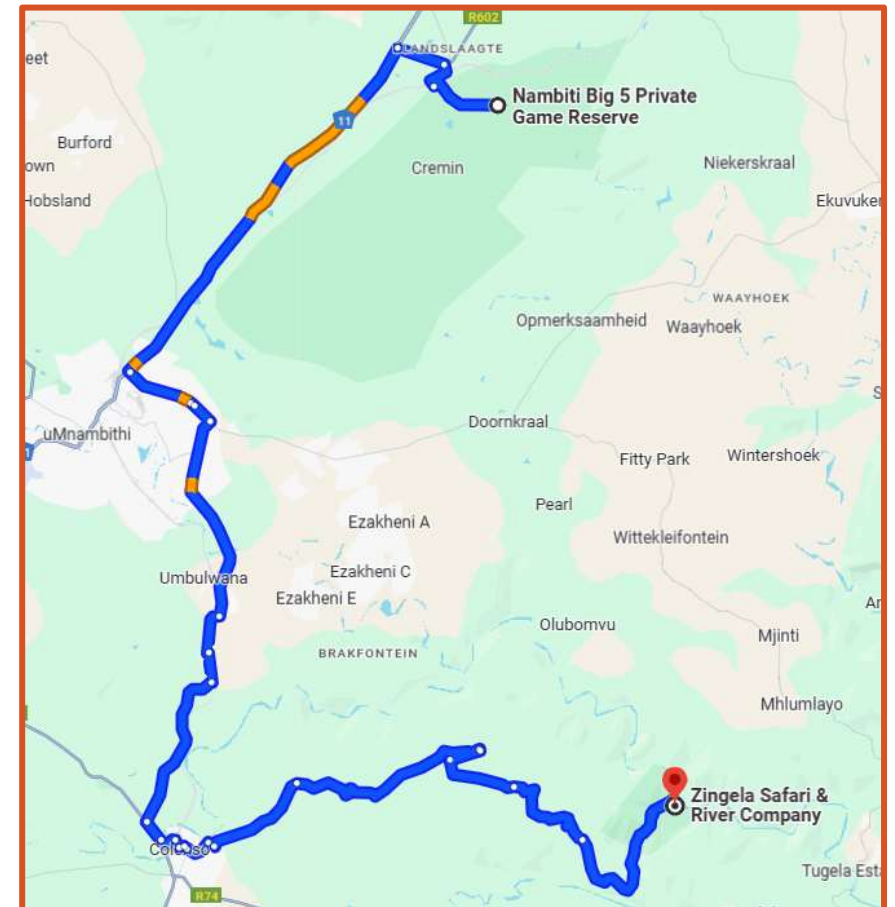 R602
LANDSLAAGTE
eet
Nambiti Big 5 Private
Game Reserve
11
Burford
own
Cremin
Niekerskraal
Hobsland
Ekuvuke
WAAYHOEK
Opmerksaamheid
Waayhoek
Doornkraal
uMnambithi
Fitty Park
Wintershoek
Pearl
Ezakheni A
Wittekleifontein
Umbulwana
Ezakheni C
Ezakheni E
Olubomvu
Mjinti
BRAKFONTEIN
Mhlumlayo
Zingela Safari &
River Company
Tugela Esta
R74